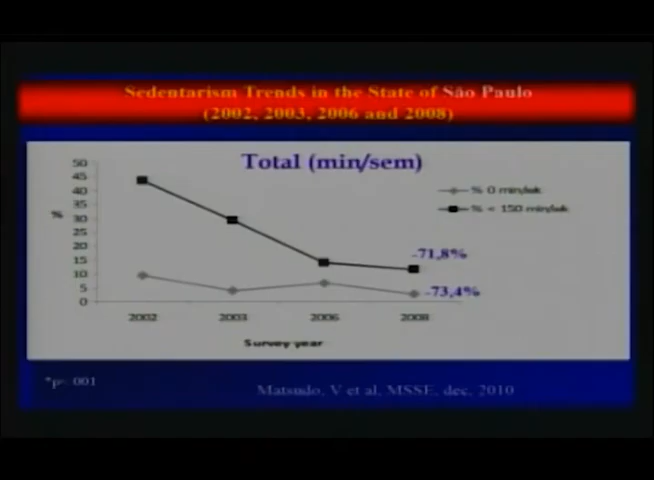 Sedentarism Trends in the State of São Paulo
(2002, 2003, 2006 and 2008)
Total (min/sem)
50
45
40
35
30
25
20
15
10
5
0
%
% 0 min/wk
% < 150 min/wk
-71,8%
-73,4%
2002
2003
2006
2008
Survey year
*p< 001
Matsudo, V et al, MSSE, dec, 2010